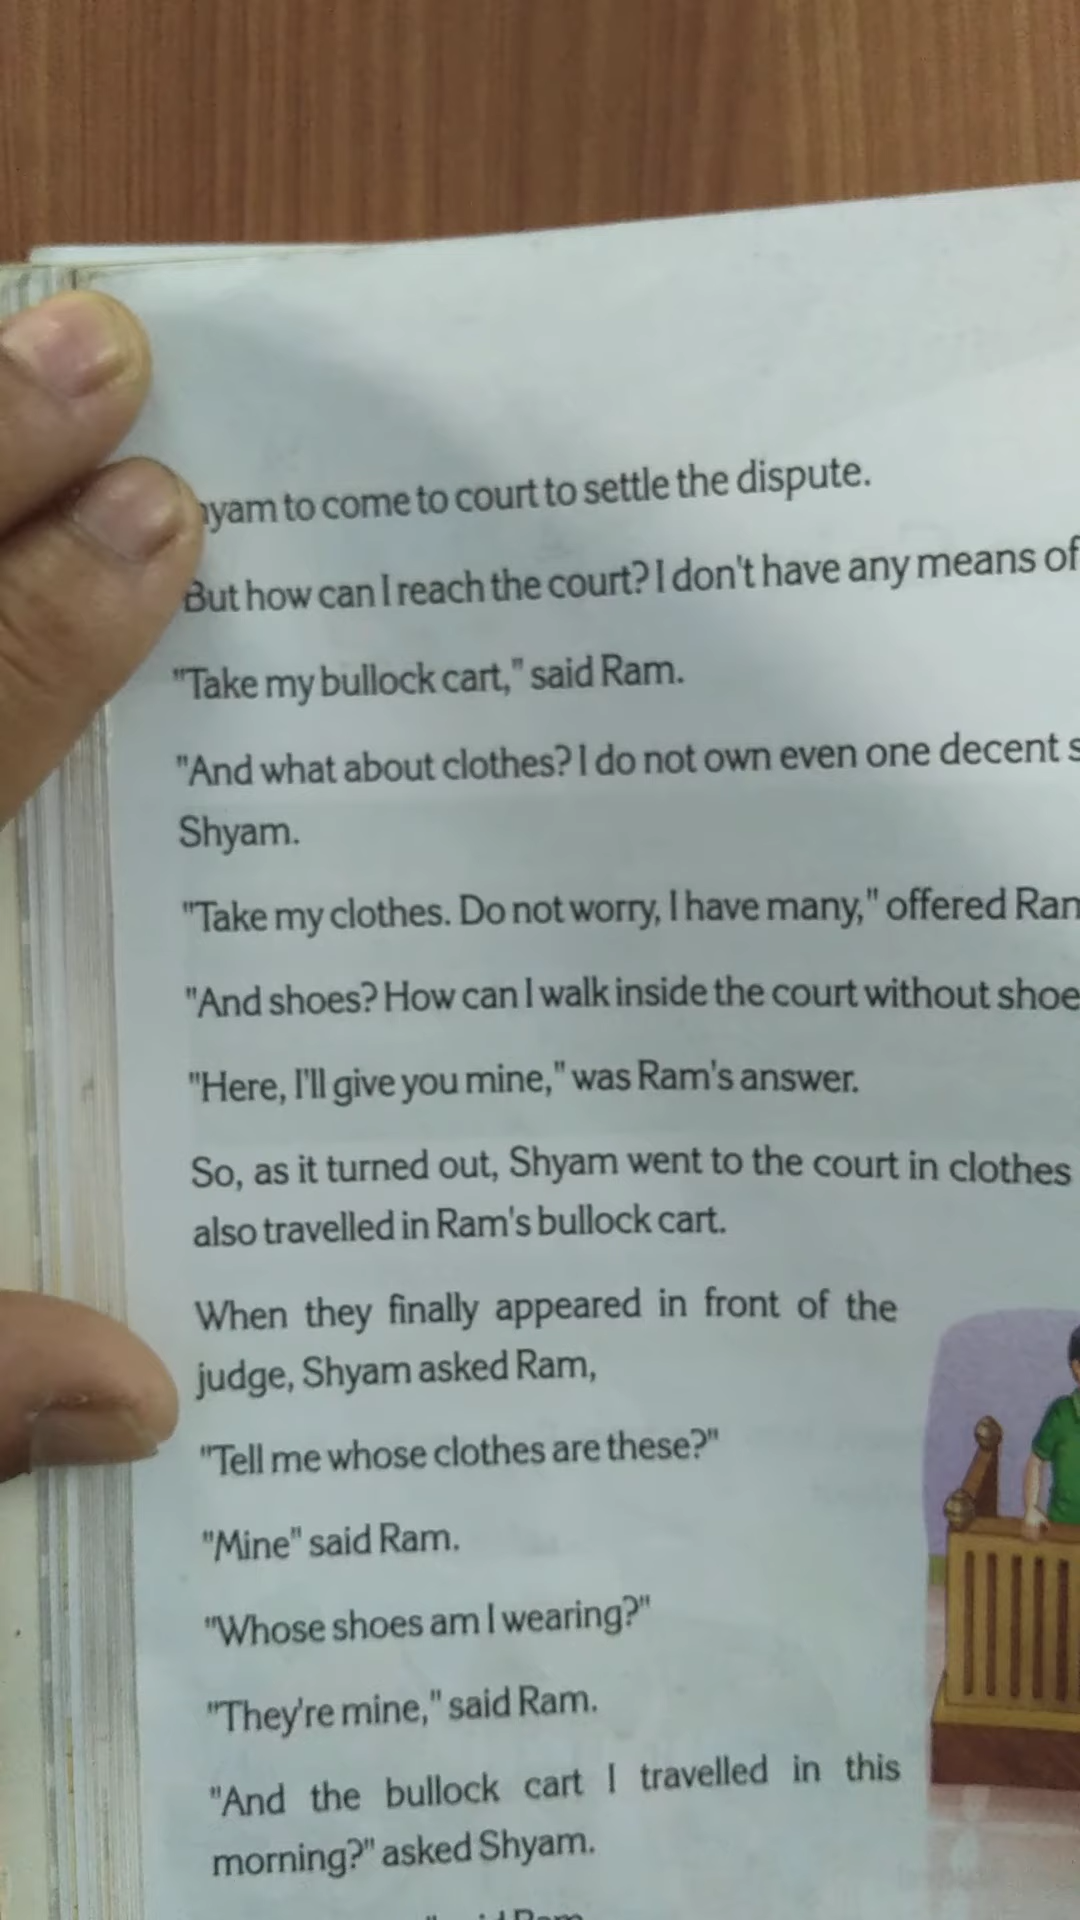 hyam to come to court to settle the dispute.
But how can I reach the court? I don't have any means of
"Take my bullock cart," said Ram.
"And what about clothes? I do not own even one decent
Shyam.
"Take my clothes. Do not worry, I have many," offered
"And shoes? How can I walk inside the court without
"Here, I'll give you mine," was Ram's answer.
So, as it turned out, Shyam went to the court in clothes
also travelled in Ram's bullock cart.
When they finally appeared in front of the
judge, Shyam asked Ram,
"Tell me whose clothes are these?"
"Mine" said Ram.
"Whose shoes am I wearing?"
"They're mine," said Ram.
"And the bullock cart I travelled in this
morning?" asked Shyam.